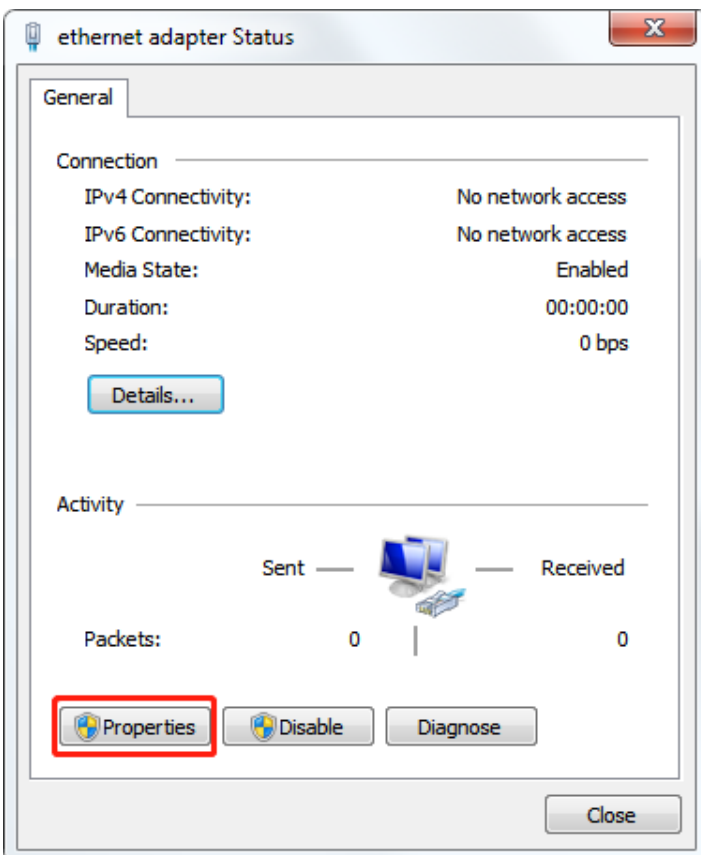 ethernet adapter Status
General
Connection
IPv4 Connectivity: No network access
IPv6 Connectivity: No network access
Media State: Enabled
Duration: 00:00:00
Speed: 0 bps
Details...
Activity
Sent Received
Packets: 0 0
Properties Disable Diagnose
Close